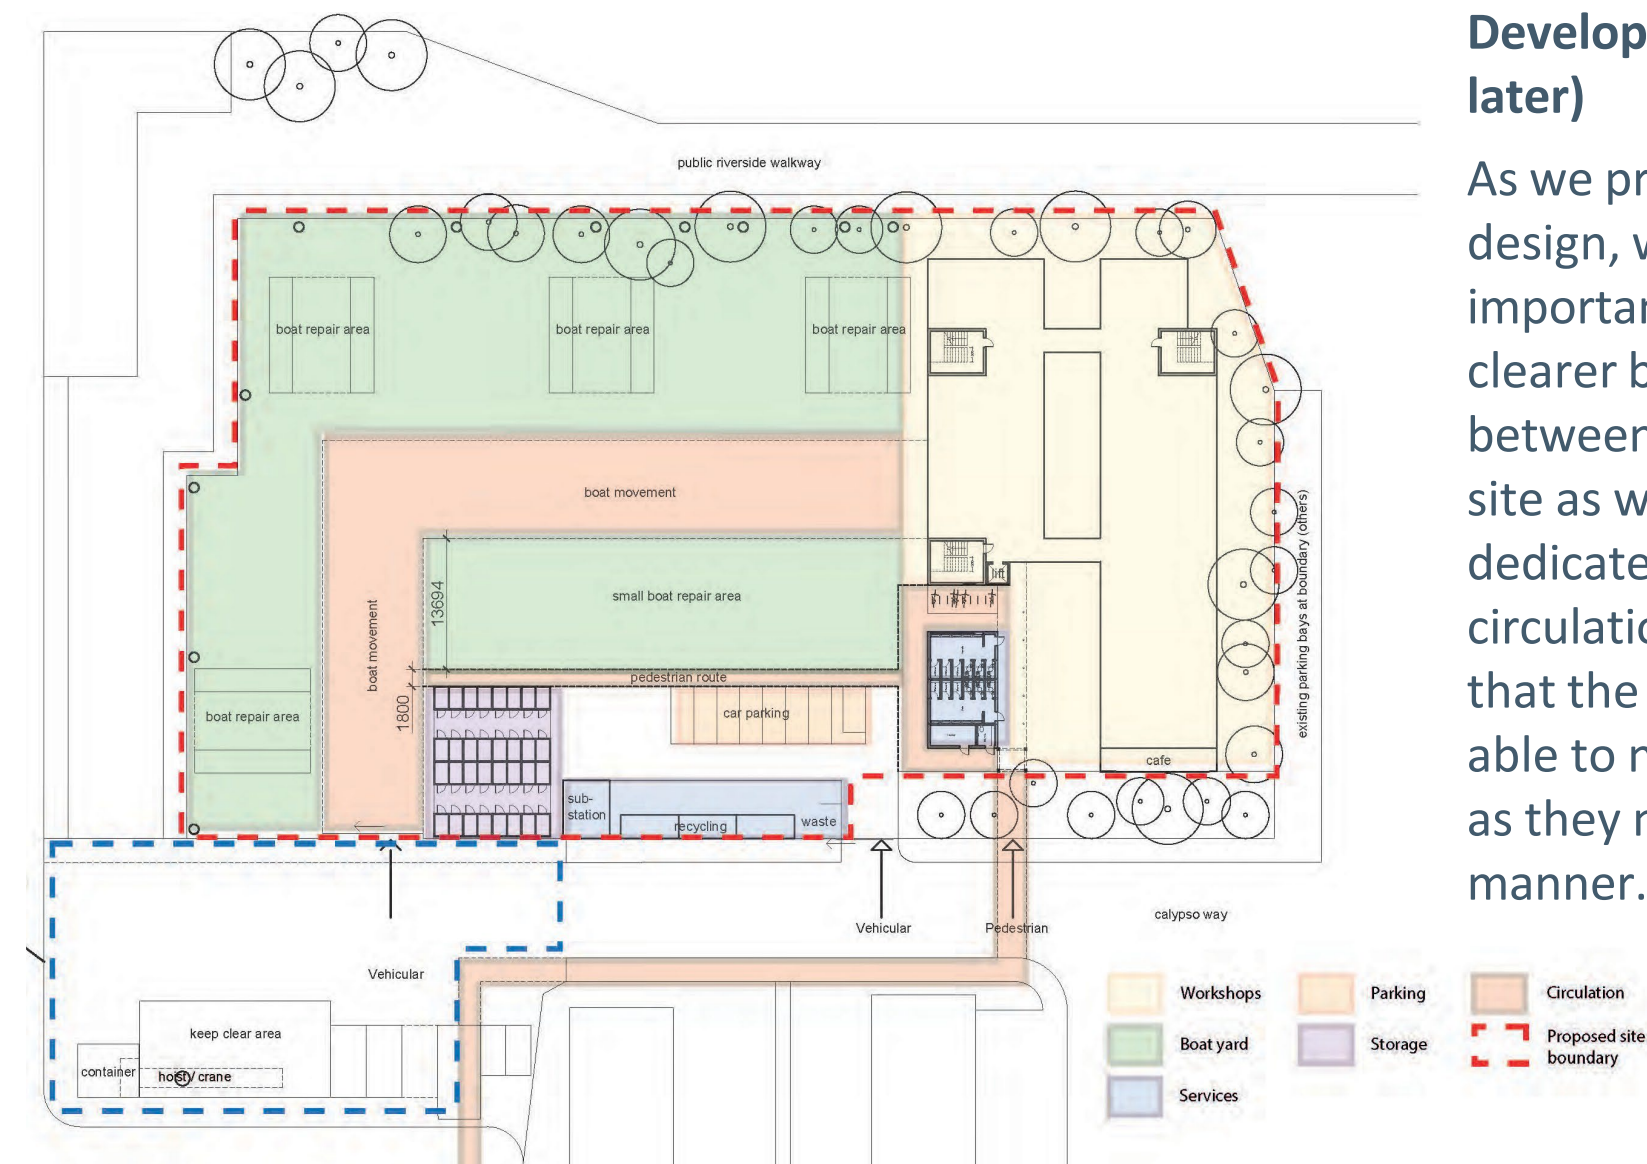 public riverside walkway
boat repair area
boat repair area
boat repair area
boat movement
boat movement
13694
small boat repair area
lift
existing parking bays at boundary (others)
pedestrian route
1800
boat repair area
car parking
cafe
sub-
station
recycling
waste
Vehicular
Pedestrian
calypso way
Vehicular
keep clear area
container
hoist / crane
Workshops
Parking
Circulation
Boat yard
Storage
Proposed site
boundary
Services
Develop
later)
As we pr
design, w
importar
clearer b
between
site as w
dedicate
circulatic
that the
able to r
as they r
manner.